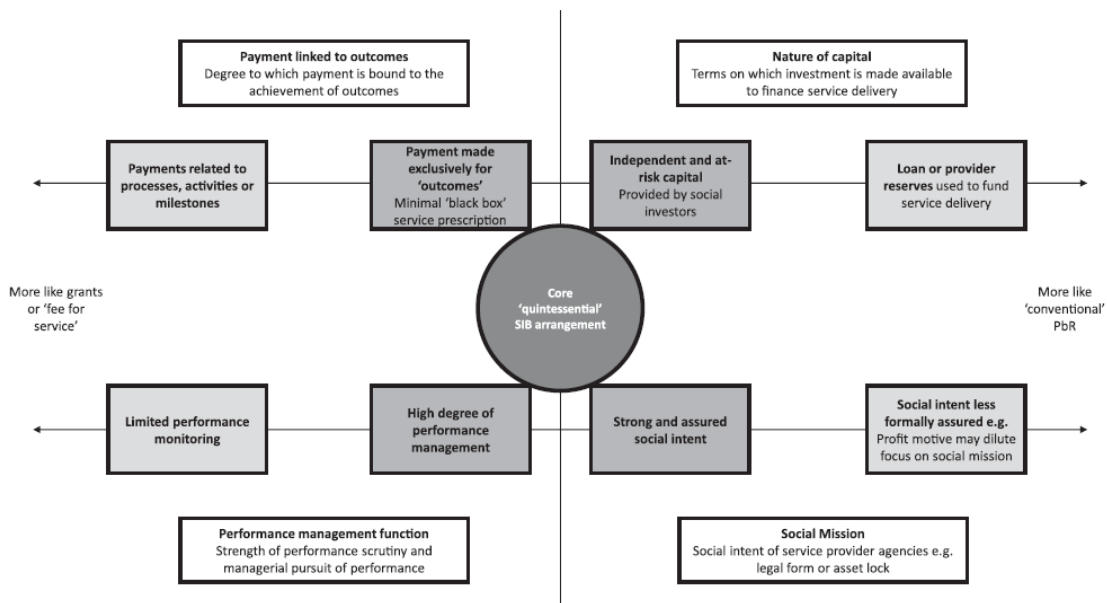 Payment linked to outcomes
Degree to which payment is bound to the
achievement of outcomes
Nature of capital
Terms on which investment is made available
to finance service delivery
Payments related to
processes, activities or
milestones
Payment made
exclusively for
‘outcomes’
Minimal ‘black box’
service prescription
Independent and at-
risk capital
Provided by social
investors
Loan or provider
reserves used to fund
service delivery
More like grants
or ‘fee for
service’
Core
‘quintessential’
SIB arrangement
More like
‘conventional’
PbR
Limited performance
monitoring
High degree of
performance
management
Strong and assured
social intent
Social intent less
formally assured e.g.
Profit motive may dilute
focus on social mission
Performance management function
Strength of performance scrutiny and
managerial pursuit of performance
Social Mission
Social intent of service provider agencies e.g.
legal form or asset lock